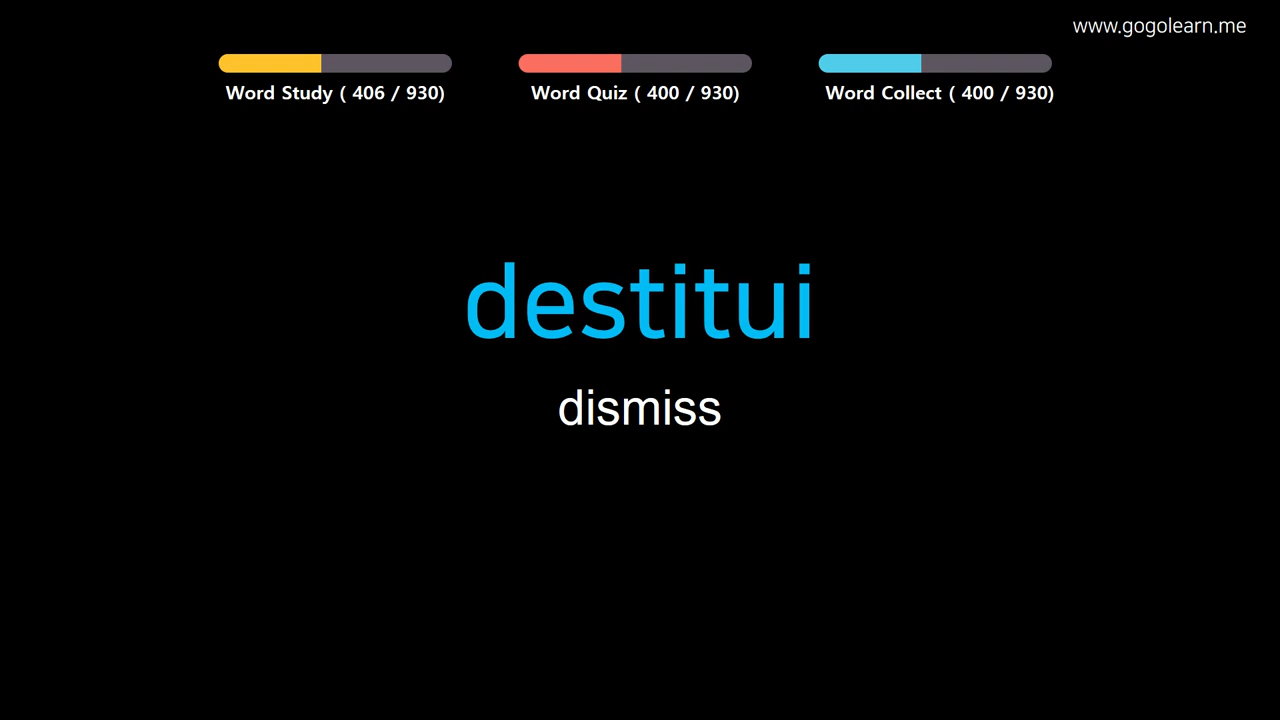 www.gogolearn.me
Word Study ( 406 / 930)
Word Quiz ( 400 / 930)
Word Collect ( 400 / 930)
destitui
dismiss